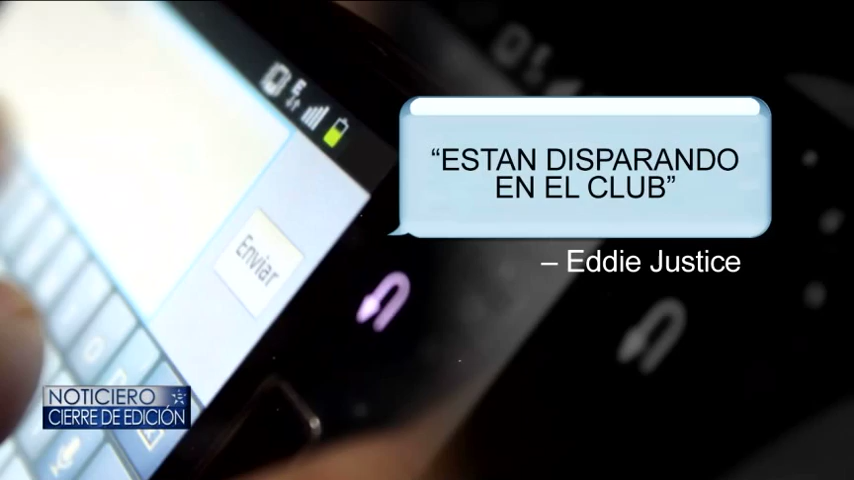 “ESTAN DISPARANDO
EN EL CLUB”
– Eddie Justice
Enviar
NOTICIERO
CIERRE DE EDICIÓN